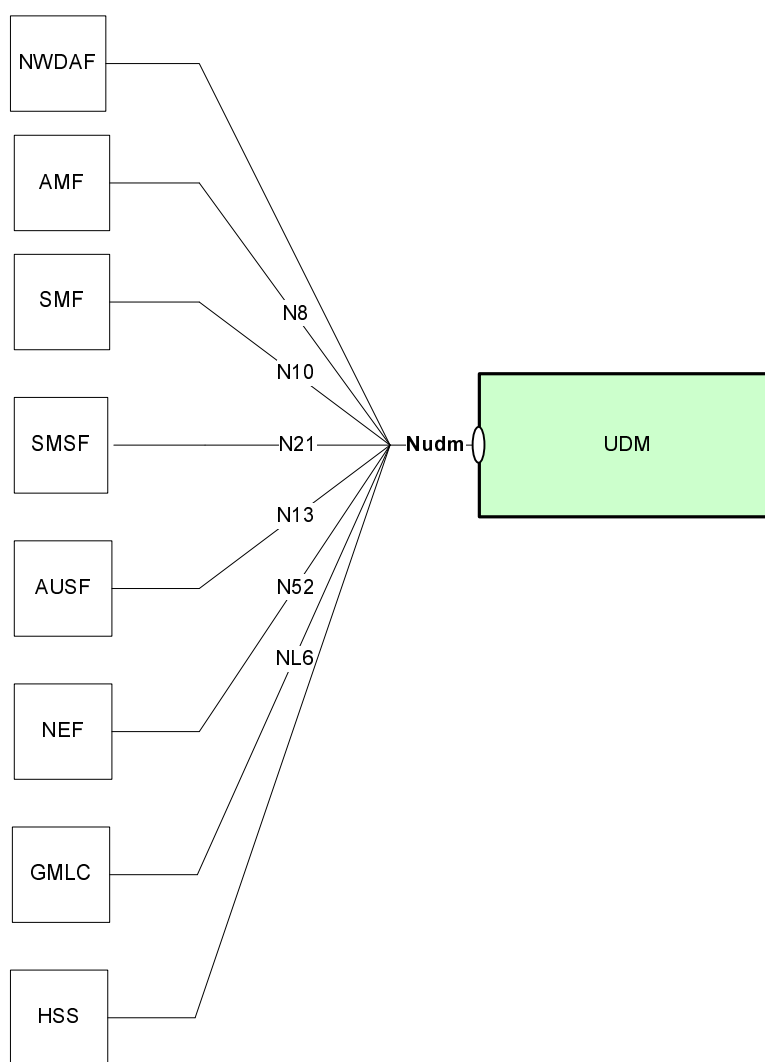 NWDAF
AMF
SMF
N8
N10
SMSF
N21
Nudm
UDM
N13
AUSF
N52
NL6
NEF
GMLC
HSS